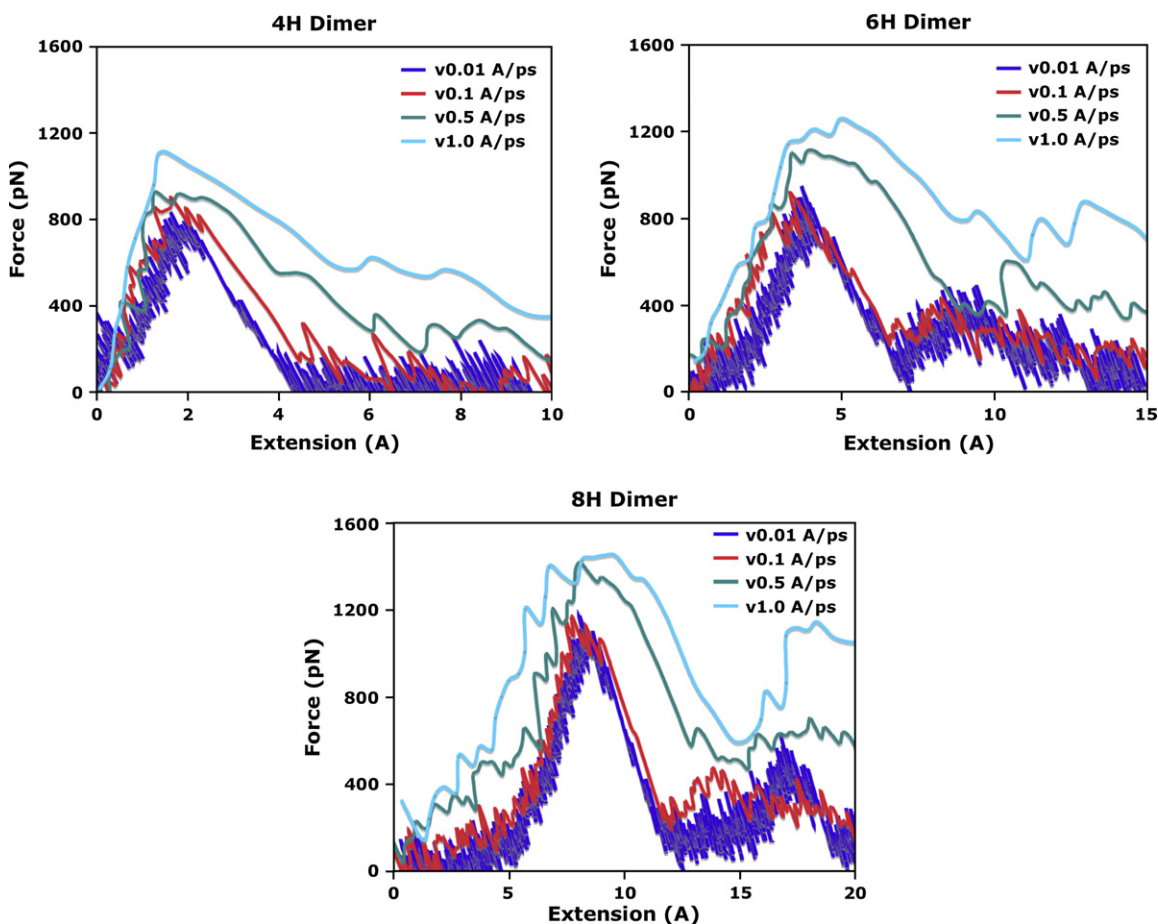 4H Dimer
1600
1200
800
400
0
Force (pN)
v0.01 A/ps
v0.1 A/ps
v0.5 A/ps
v1.0 A/ps
0 2 4 6 8 10
Extension (A)
6H Dimer
1600
1200
800
400
0
Force (pN)
v0.01 A/ps
v0.1 A/ps
v0.5 A/ps
v1.0 A/ps
0 5 10 15
Extension (A)
8H Dimer
1600
1200
800
400
0
Force (pN)
v0.01 A/ps
v0.1 A/ps
v0.5 A/ps
v1.0 A/ps
0 5 10 15 20
Extension (A)